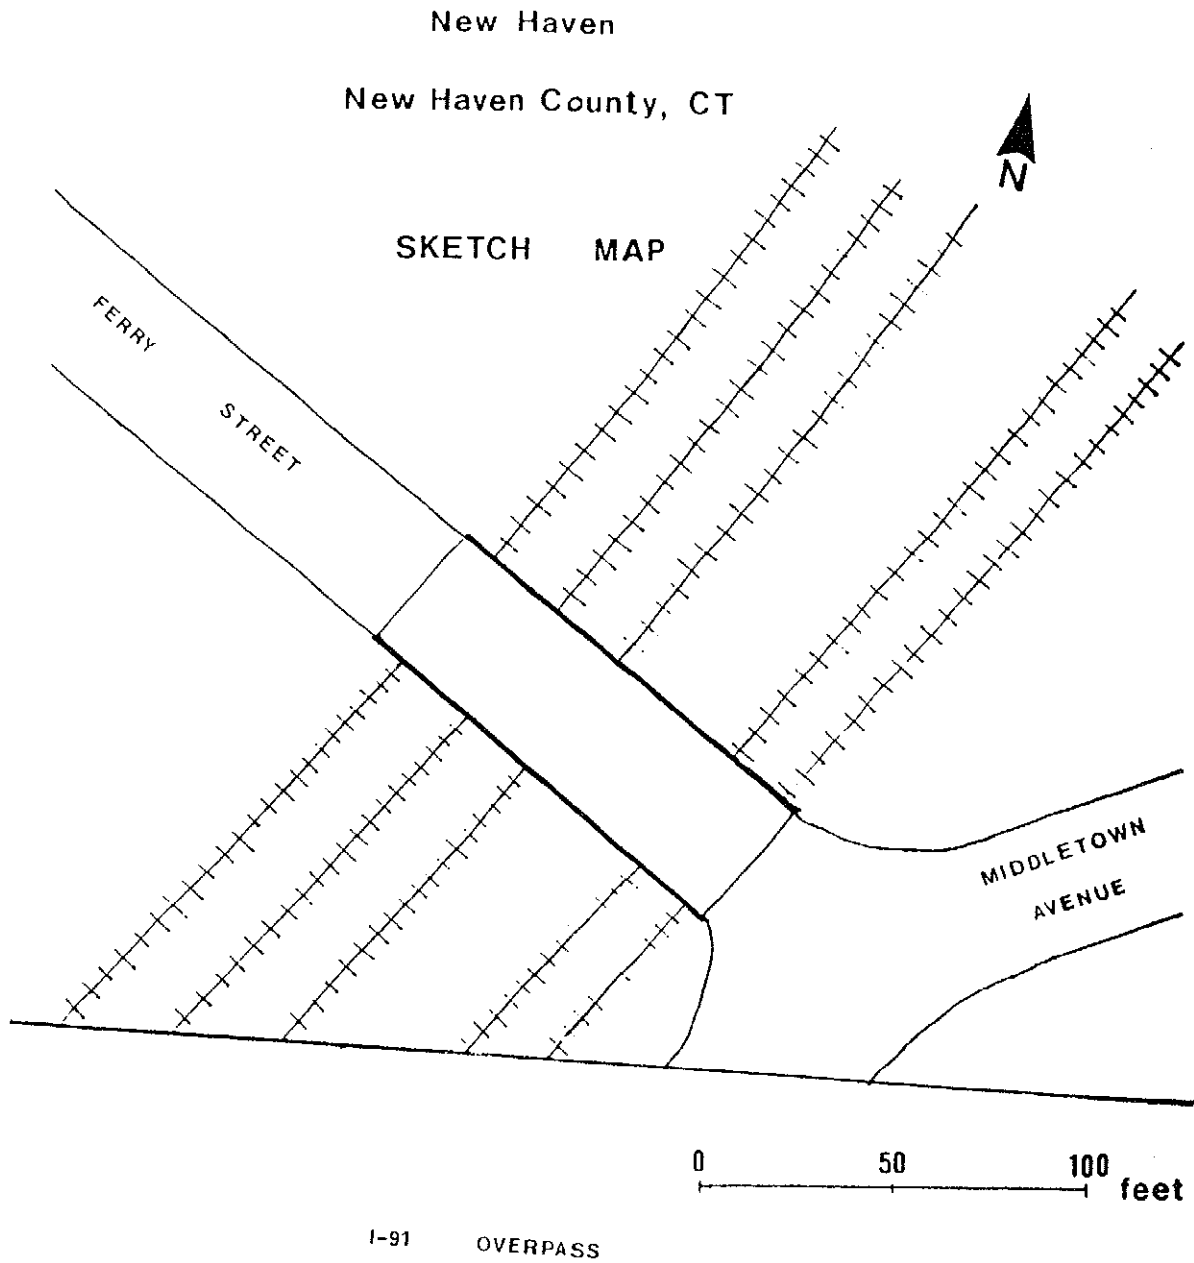 New Haven
New Haven County, CT
N
SKETCH MAP
FERRY
STREET
MIDDLETOWN
AVENUE
0 50 100 feet
I-91 OVERPASS